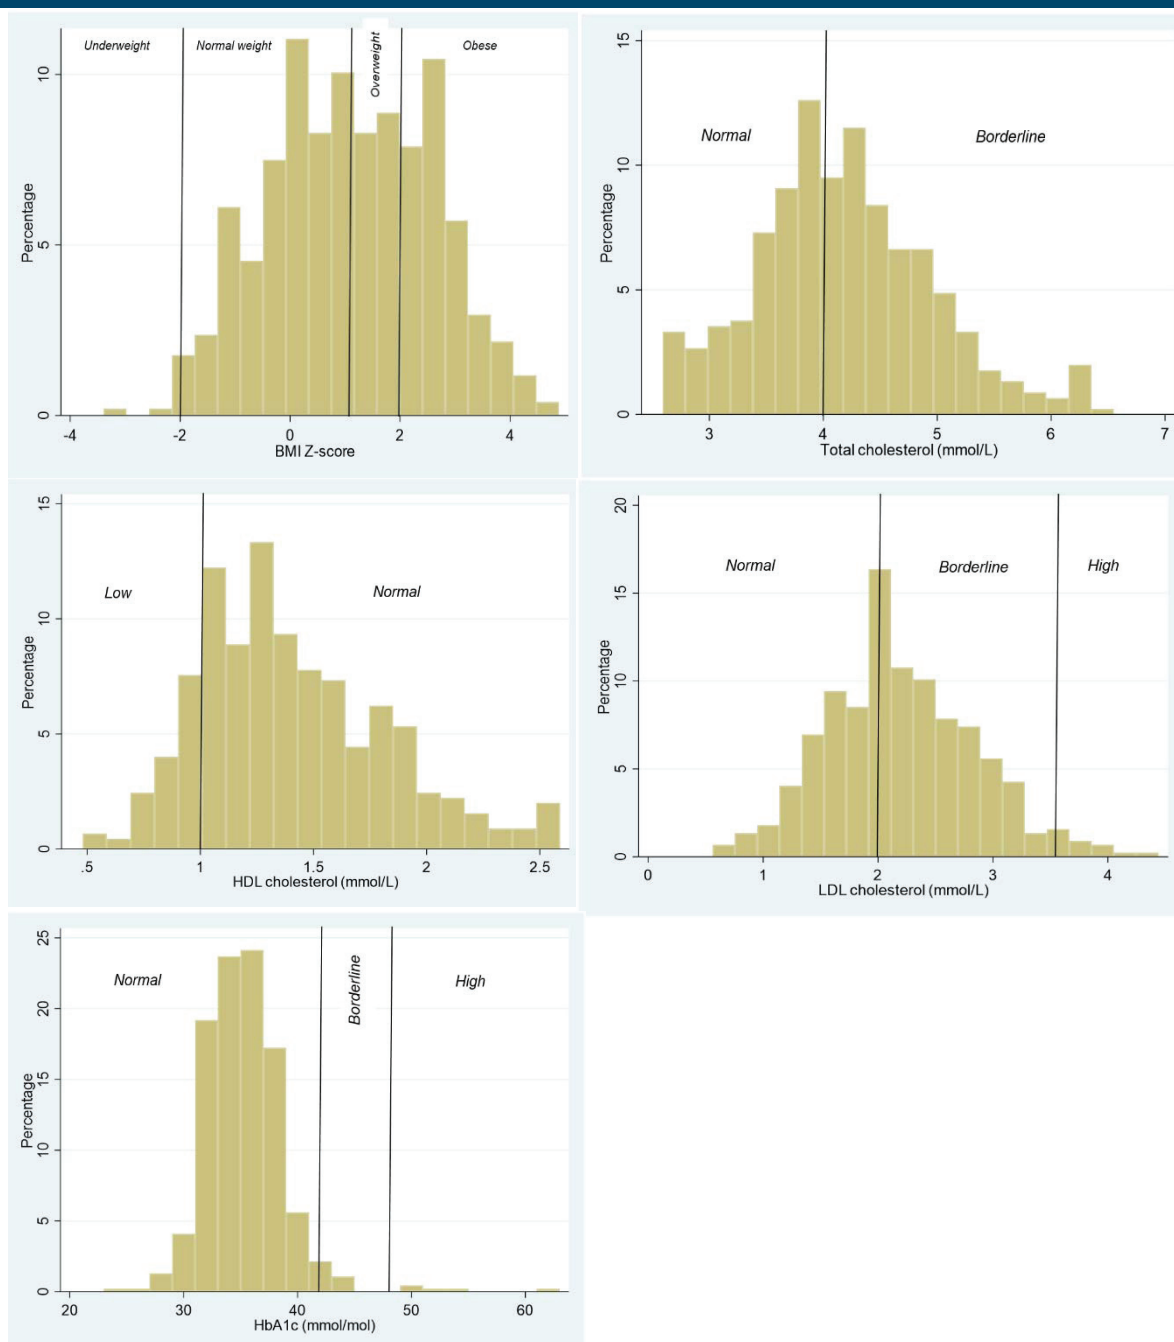 Underweight
Normal weight
Overweight
Obese
Percentage
10
5
0
-4
-2
0
2
4
BMI Z-score
15
10
5
0
Percentage
Normal
Borderline
3
4
5
6
7
Total cholesterol (mmol/L)
15
10
5
0
Percentage
Low
Normal
.5
1
1.5
2
2.5
HDL cholesterol (mmol/L)
20
15
10
5
0
Percentage
Normal
Borderline
High
0
1
2
3
4
LDL cholesterol (mmol/L)
25
20
15
10
5
0
Percentage
Normal
Borderline
High
20
30
40
50
60
HbA1c (mmol/mol)